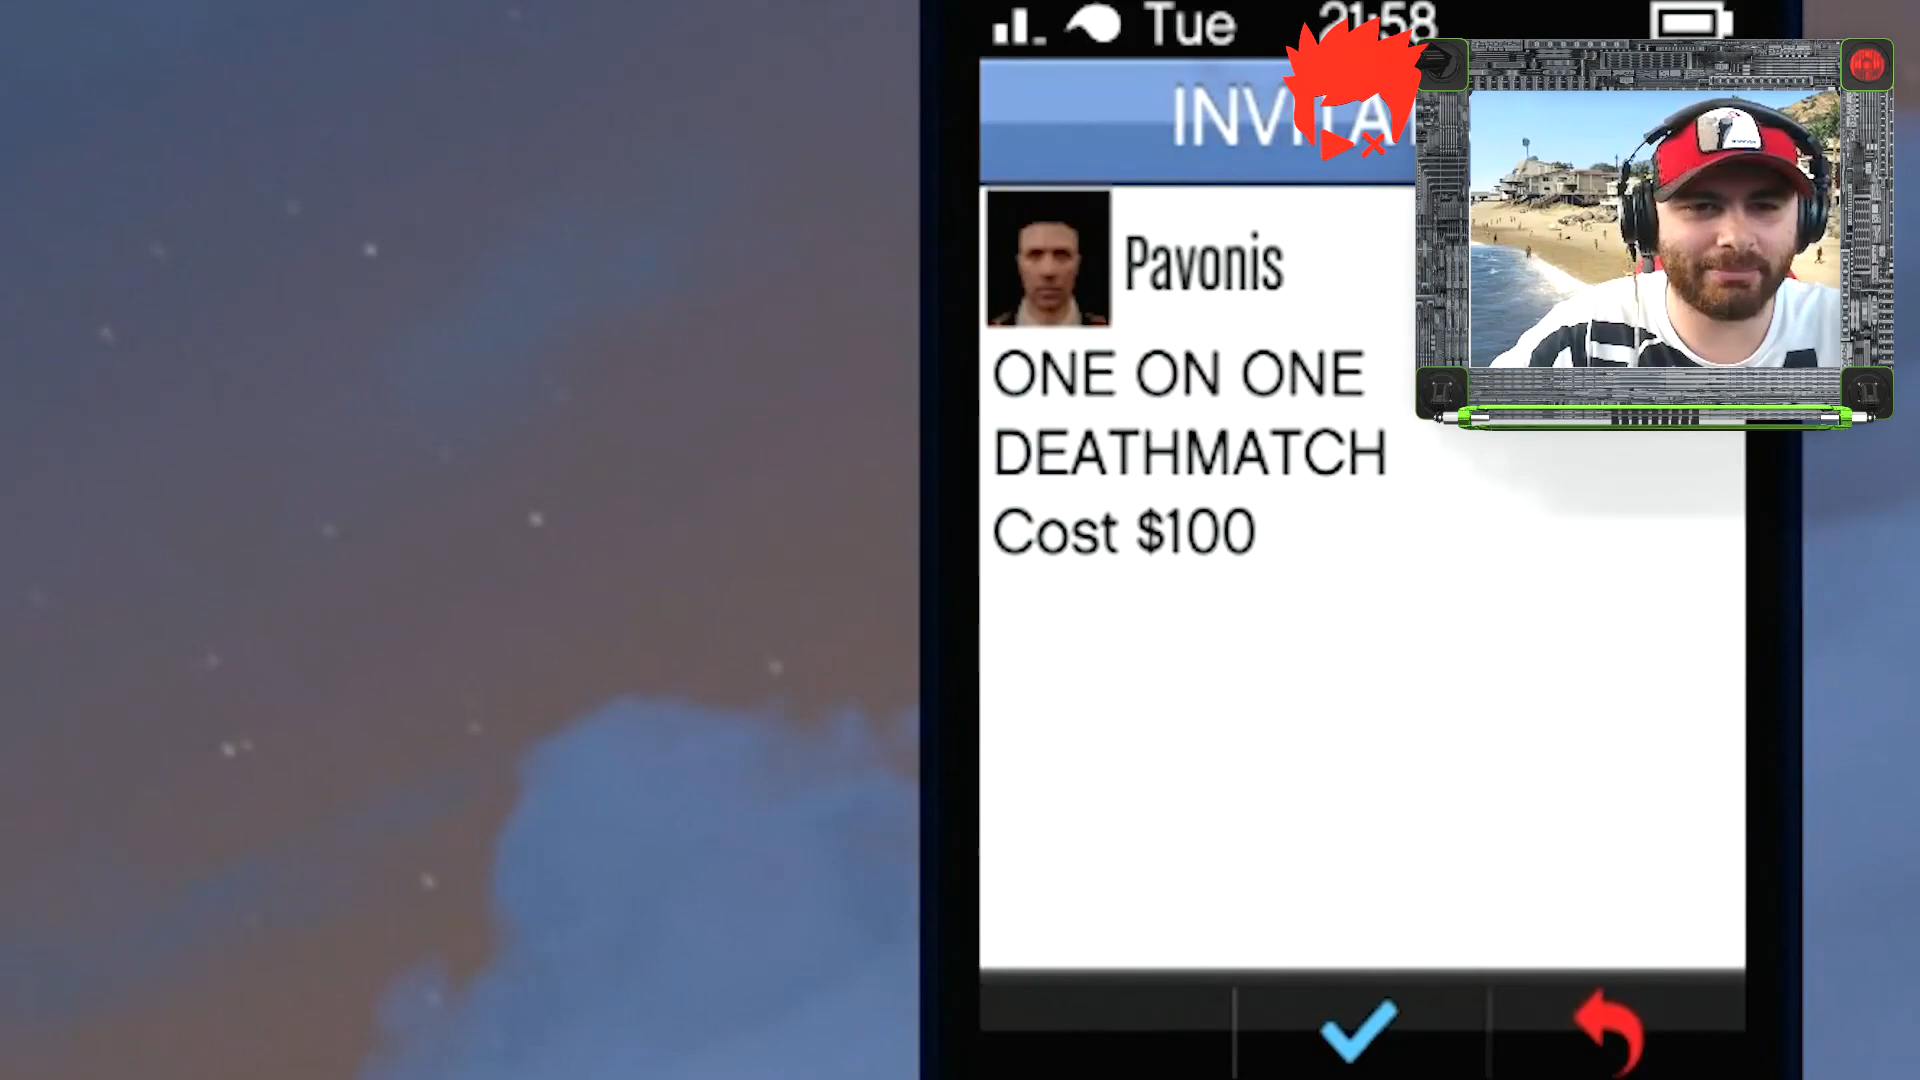 Tue 21:58
Pavonis
ONE ON ONE
DEATHMATCH
Cost $100